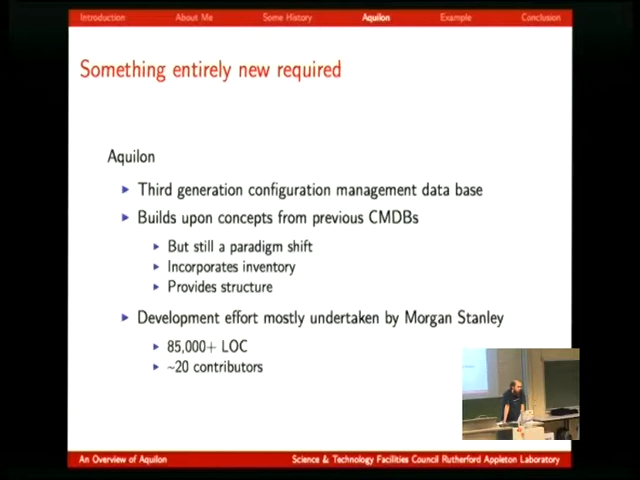 Introduction About Me Some History Aquilon Example Conclusion
Something entirely new required
Aquilon
Third generation configuration management data base
Builds upon concepts from previous CMDBs
But still a paradigm shift
Incorporates inventory
Provides structure
Development effort mostly undertaken by Morgan Stanley
85,000+ LOC
~20 contributors
An Overview of Aquilon Science & Technology Facilities Council Rutherford Appleton Laboratory